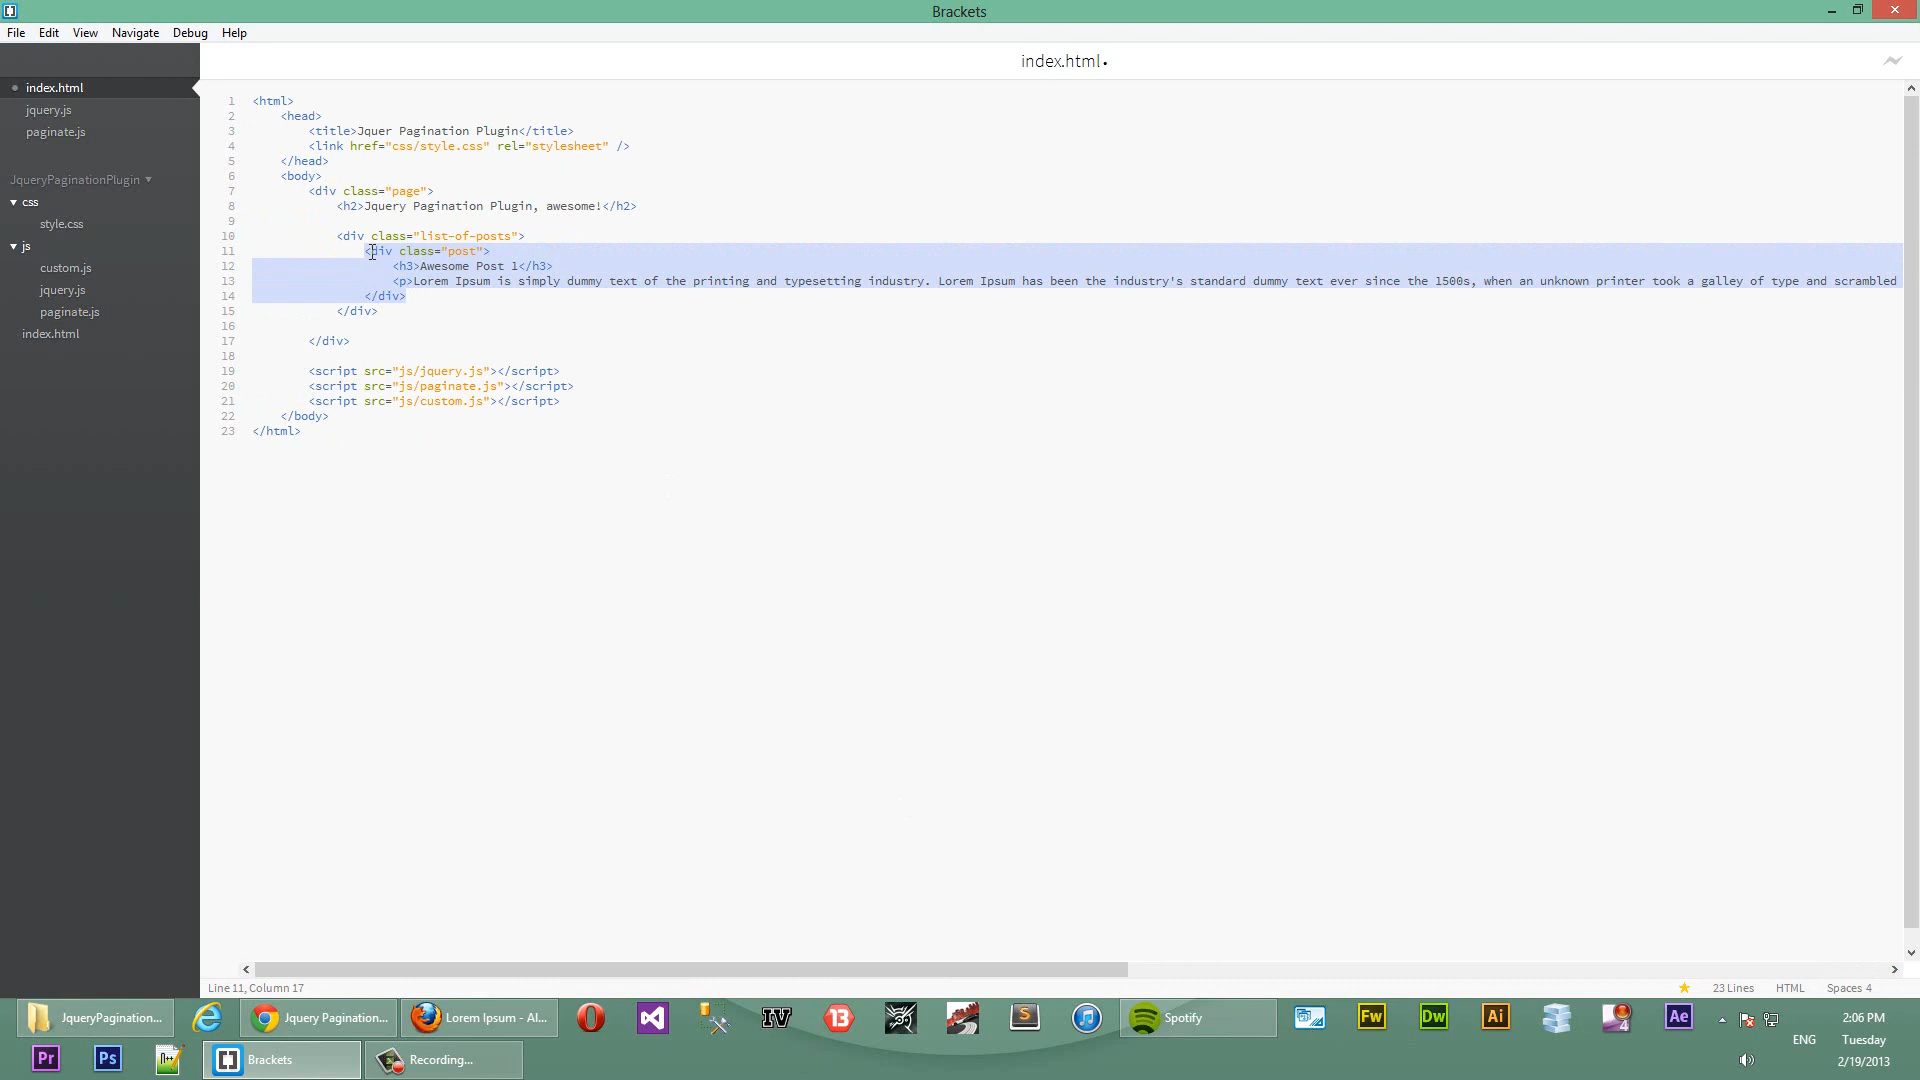 Brackets
File Edit View Navigate Debug Help
index.html •
index.html
jquery.js
paginate.js
JqueryPaginationPlugin
css
style.css
js
custom.js
jquery.js
paginate.js
index.html
1 <html>
2 <head>
3 <title>Jquer Pagination Plugin</title>
4 <link href="css/style.css" rel="stylesheet" />
5 </head>
6 <body>
7 <div class="page">
8 <h2>Jquery Pagination Plugin, awesome!</h2>
9
10 <div class="list-of-posts">
11 <div class="post">
12 <h3>Awesome Post 1</h3>
13 <p>Lorem Ipsum is simply dummy text of the printing and typesetting industry. Lorem Ipsum has been the industry's standard dummy text ever since the 1500s, when an unknown printer took a galley of type and scrambled
14 </div>
15 </div>
16
17 </div>
18
19 <script src="js/jquery.js"></script>
20 <script src="js/paginate.js"></script>
21 <script src="js/custom.js"></script>
22 </body>
23 </html>
Line 11, Column 17
23 Lines HTML Spaces 4
JqueryPagination... Jquery Pagination... Lorem Ipsum - Al... IV 13 S Spotify Fw Dw Ai 4 Ae
2:06 PM
ENG Tuesday
2/19/2013
Pr Ps Brackets Recording...